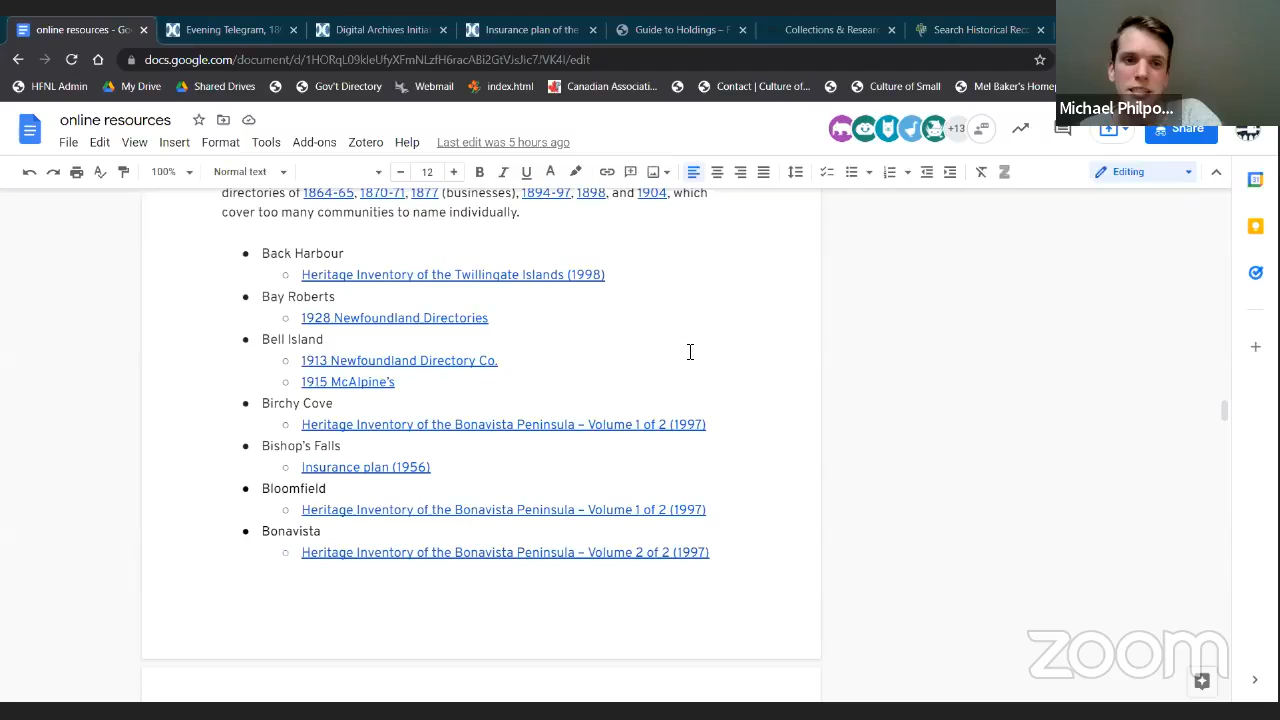 online resources - G
Evening Telegram, 18
Digital Archives Initiat
Insurance plan of the
Guide to Holdings – F
Collections & Resear
Search Historical Rec
HFNL Admin
My Drive
Shared Drives
Gov't Directory
Webmail
index.html
Canadian Association...
Contact | Culture of...
Culture of Small
Mel Baker's Home
Michael Philpo...
online resources
File Edit View Insert Format Tools Add-ons Zotero Help Last edit was 5 hours ago
+13
Share
100% Normal text 12 Editing
directories of 1864-65, 1870-71, 1877 (businesses), 1894-97, 1898, and 1904, which
cover too many communities to name individually.
● Back Harbour
○ Heritage Inventory of the Twillingate Islands (1998)
● Bay Roberts
○ 1928 Newfoundland Directories
● Bell Island
○ 1913 Newfoundland Directory Co.
○ 1915 McAlpine's
● Birchy Cove
○ Heritage Inventory of the Bonavista Peninsula – Volume 1 of 2 (1997)
● Bishop's Falls
○ Insurance plan (1956)
● Bloomfield
○ Heritage Inventory of the Bonavista Peninsula – Volume 1 of 2 (1997)
● Bonavista
○ Heritage Inventory of the Bonavista Peninsula – Volume 2 of 2 (1997)
zoom